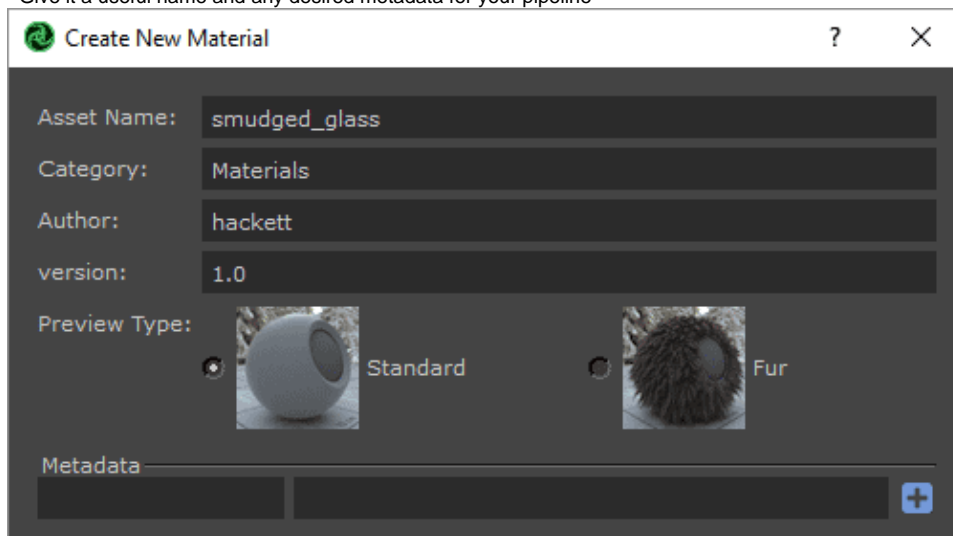 Give it a useful name and any desired metadata for your pipeline
Create New Material
?
Asset Name: smudged_glass
Category: Materials
Author: hackett
version: 1.0
Preview Type: Standard Fur
Metadata